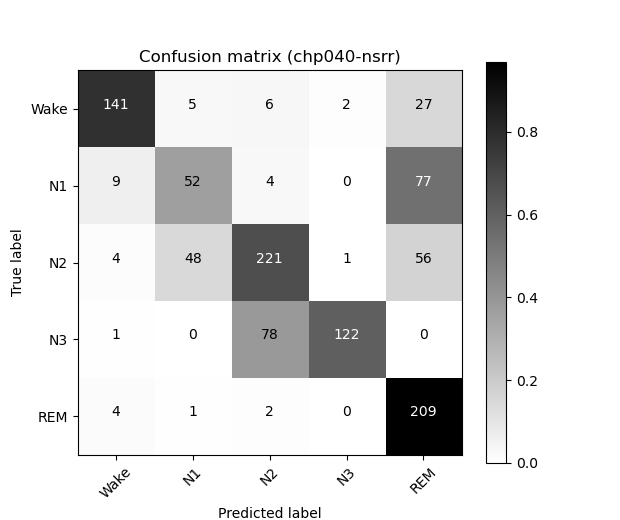 Confusion matrix (chp040-nsrr)
Wake 141 5 6 2 27
N1 9 52 4 0 77
N2 4 48 221 1 56
N3 1 0 78 122 0
REM 4 1 2 0 209
Wake N1 N2 N3 REM
Predicted label
True label
0.8
0.6
0.4
0.2
0.0